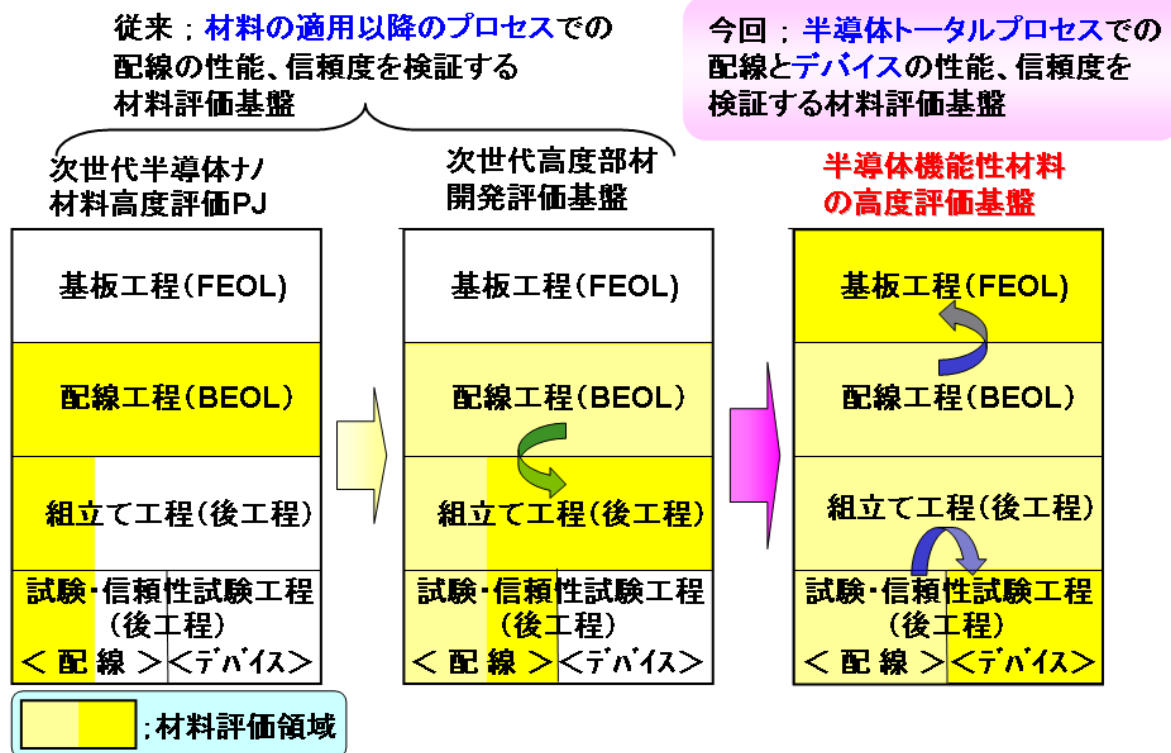 従来；材料の適用以降のプロセスでの
配線の性能、信頼度を検証する
材料評価基盤
今回；半導体トータルプロセスでの
配線とデバイスの性能、信頼度を
検証する材料評価基盤
次世代半導体ナノ
材料高度評価PJ
次世代高度部材
開発評価基盤
半導体機能性材料
の高度評価基盤
基板工程(FEOL)
配線工程(BEOL)
組立て工程(後工程)
試験・信頼性試験工程
(後工程)
＜配線＞＜デバイス＞
基板工程(FEOL)
配線工程(BEOL)
組立て工程(後工程)
試験・信頼性試験工程
(後工程)
＜配線＞＜デバイス＞
基板工程(FEOL)
配線工程(BEOL)
組立て工程(後工程)
試験・信頼性試験工程
(後工程)
＜配線＞＜デバイス＞
；材料評価領域